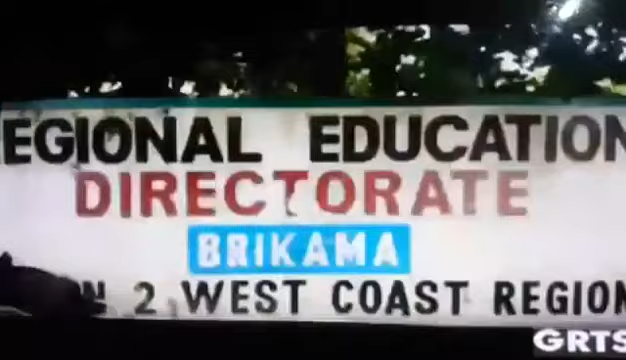 EGIONAL EDUCATION
DIRECTORATE
BRIKAMA
N 2 WEST COAST REGION
GRTS